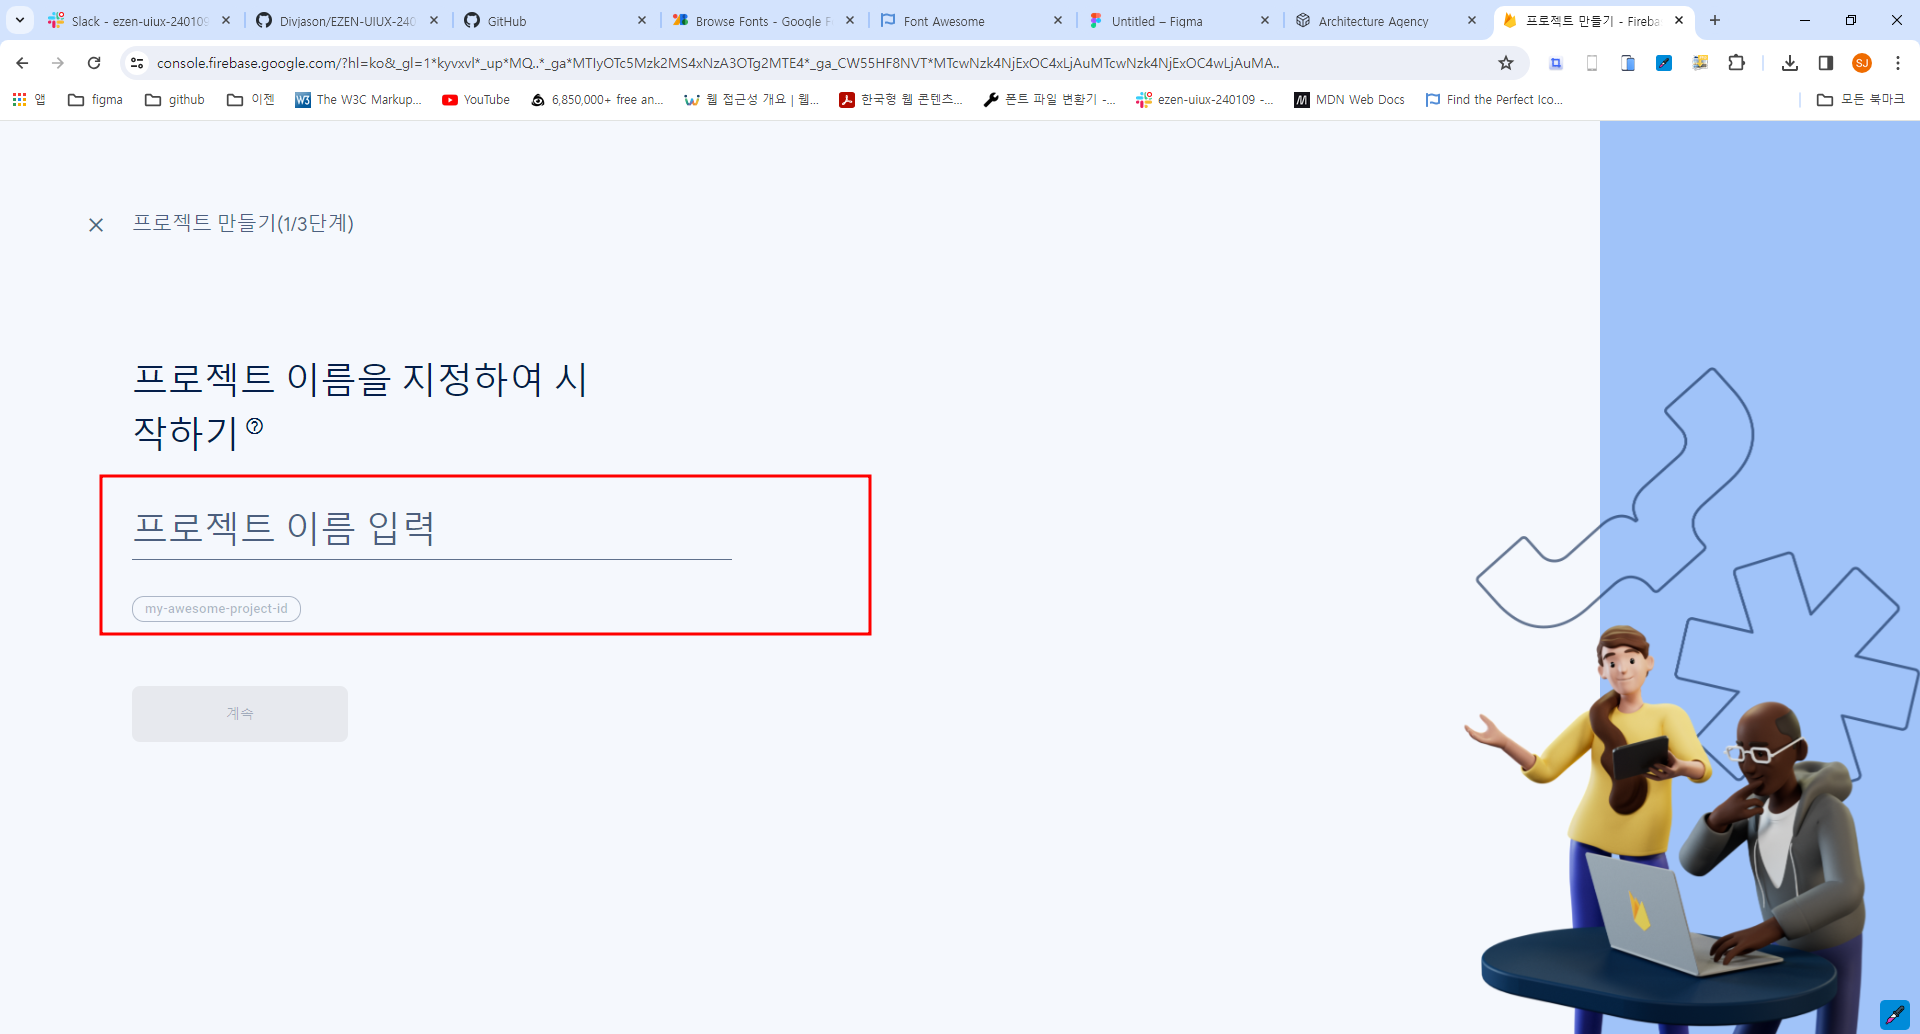 Slack - ezen-uiux-240109
Divjason/EZEN-UIUX-240
GitHub
Browse Fonts - Google F
Font Awesome
Untitled – Figma
Architecture Agency
프로젝트 만들기 - Fireba
console.firebase.google.com/?hl=ko&_gl=1*kyvxvl*_up*MQ..*_ga*MTIyOTc5Mzk2MS4xNzA3OTg2MTE4*_ga_CW55HF8NVT*MTcwNzk4NjExOC4xLjAuMTcwNzk4NjExOC4wLjAuMA..
SJ
앱
figma
github
이젠
The W3C Markup...
YouTube
6,850,000+ free an...
웹 접근성 개요 | 웹...
한국형 웹 콘텐츠...
폰트 파일 변환기 -...
ezen-uiux-240109 -...
MDN Web Docs
Find the Perfect Ico...
모든 북마크
프로젝트 만들기(1/3단계)
프로젝트 이름을 지정하여 시
작하기
프로젝트 이름 입력
my-awesome-project-id
계속